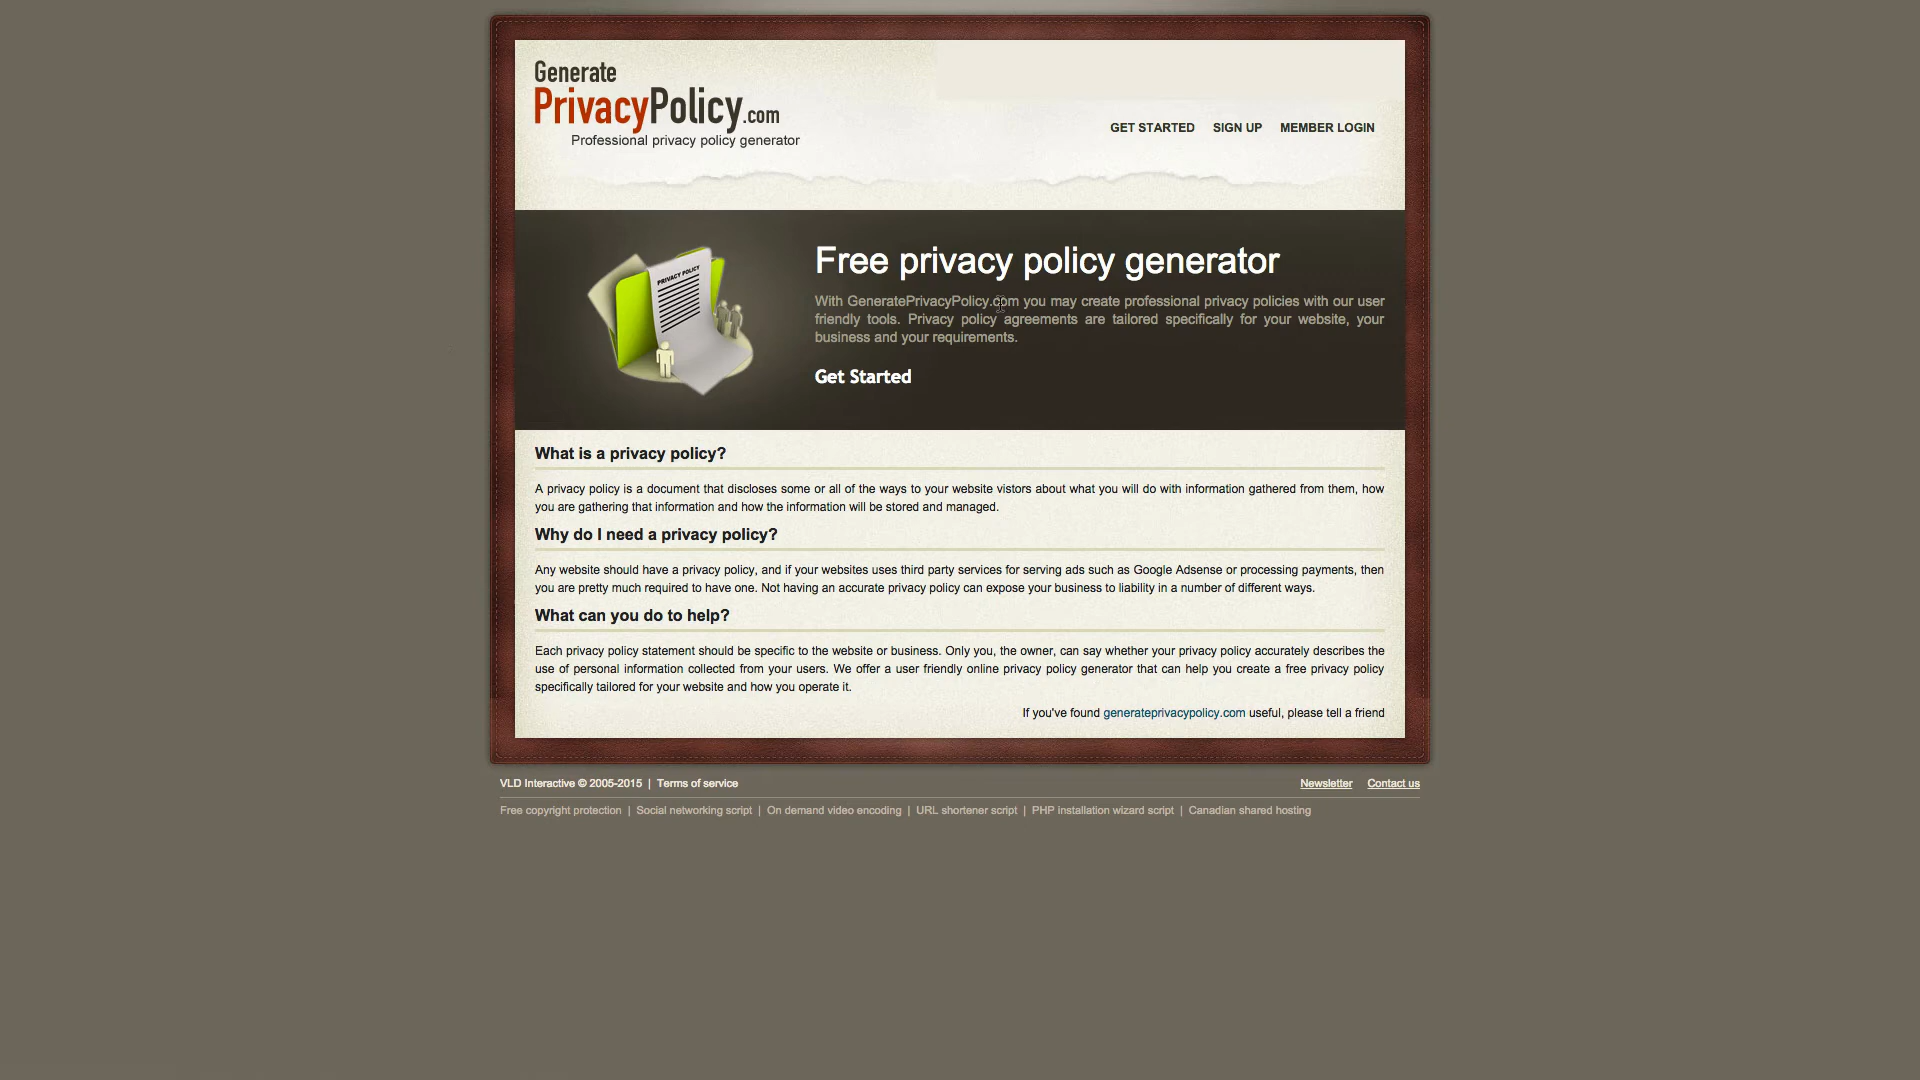 Generate
PrivacyPolicy.com
Professional privacy policy generator
GET STARTED SIGN UP MEMBER LOGIN
PRIVACY POLICY
Free privacy policy generator
With GeneratePrivacyPolicy.com you may create professional privacy policies with our user
friendly tools. Privacy policy agreements are tailored specifically for your website, your
business and your requirements.
Get Started
What is a privacy policy?
A privacy policy is a document that discloses some or all of the ways to your website vistors about what you will do with information gathered from them, how
you are gathering that information and how the information will be stored and managed.
Why do I need a privacy policy?
Any website should have a privacy policy, and if your websites uses third party services for serving ads such as Google Adsense or processing payments, then
you are pretty much required to have one. Not having an accurate privacy policy can expose your business to liability in a number of different ways.
What can you do to help?
Each privacy policy statement should be specific to the website or business. Only you, the owner, can say whether your privacy policy accurately describes the
use of personal information collected from your users. We offer a user friendly online privacy policy generator that can help you create a free privacy policy
specifically tailored for your website and how you operate it.
If you've found generateprivacypolicy.com useful, please tell a friend
VLD Interactive © 2005-2015 | Terms of service
Newsletter Contact us
Free copyright protection | Social networking script | On demand video encoding | URL shortener script | PHP installation wizard script | Canadian shared hosting